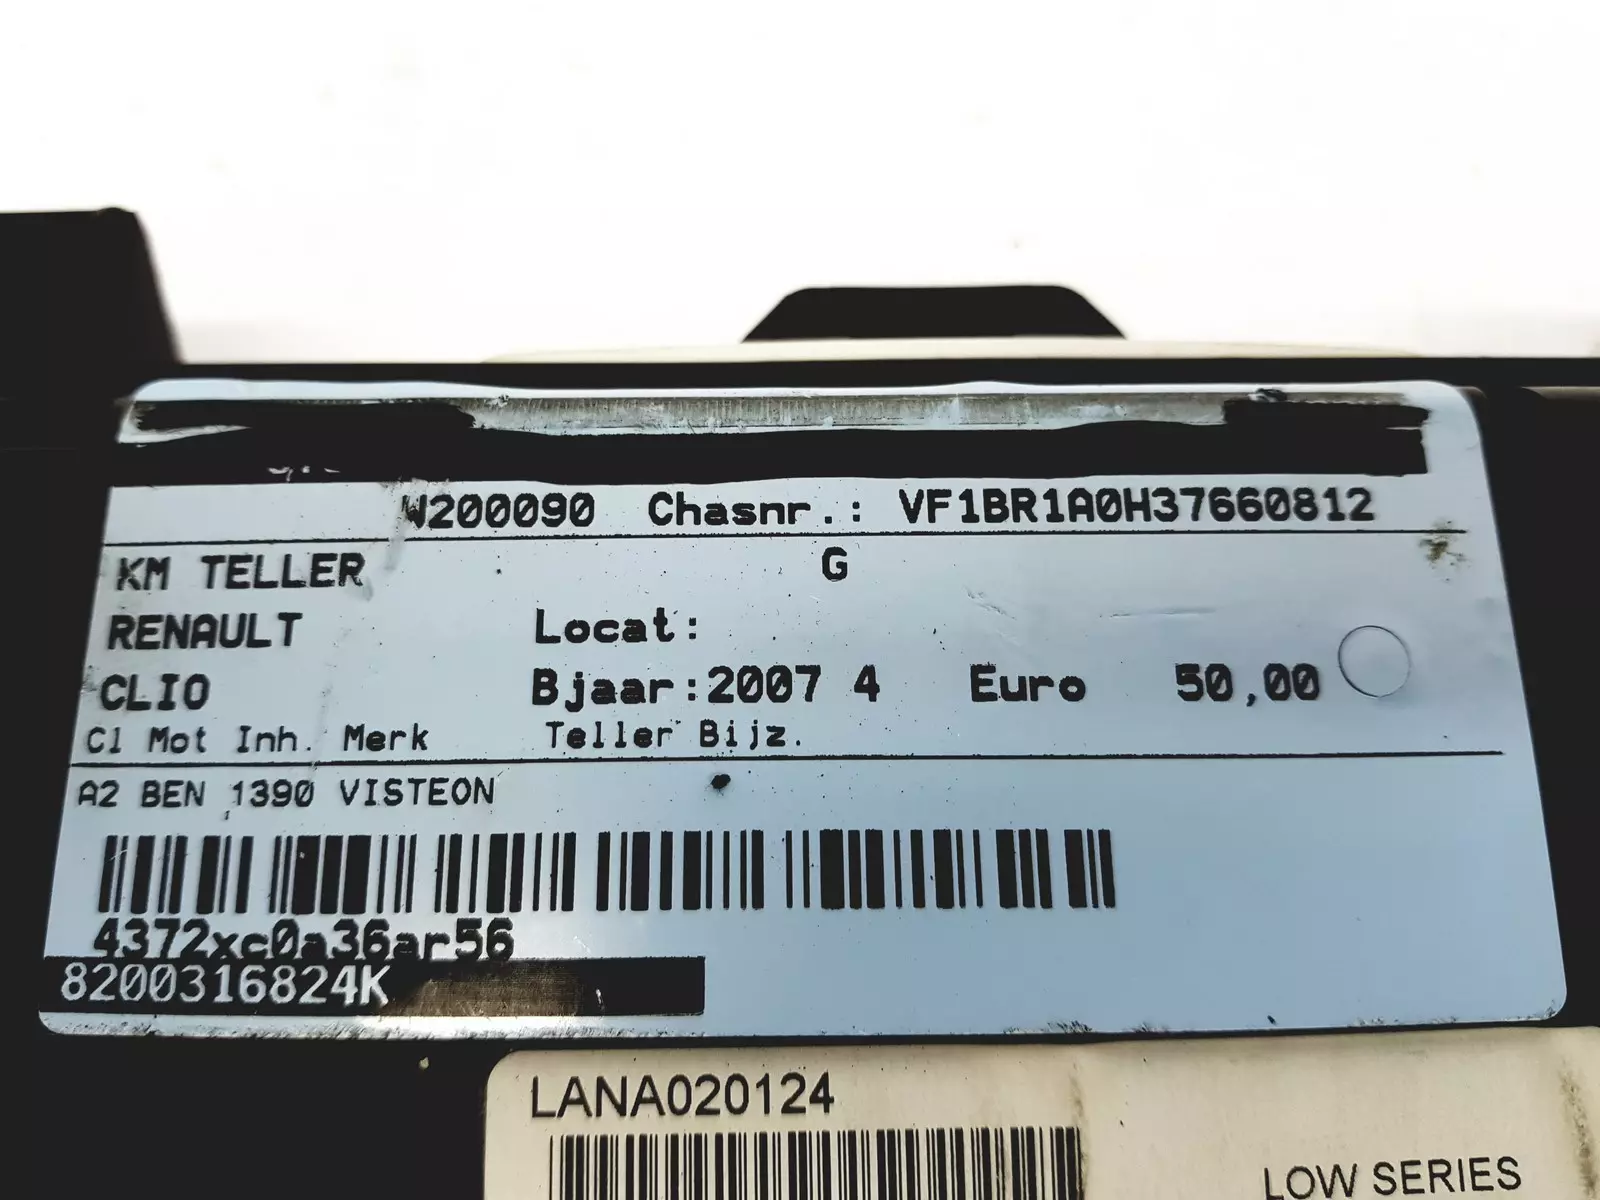 W200090 Chasnr.: VF1BR1A0H37660812
KM TELLER G
RENAULT Locat:
CLIO Bjaar:2007 4 Euro 50,00
Cl Mot Inh. Merk Teller Bijz.
A2 BEN 1390 VISTEON
4372xc0a36ar56
8200316824K
LANA020124
LOW SERIES